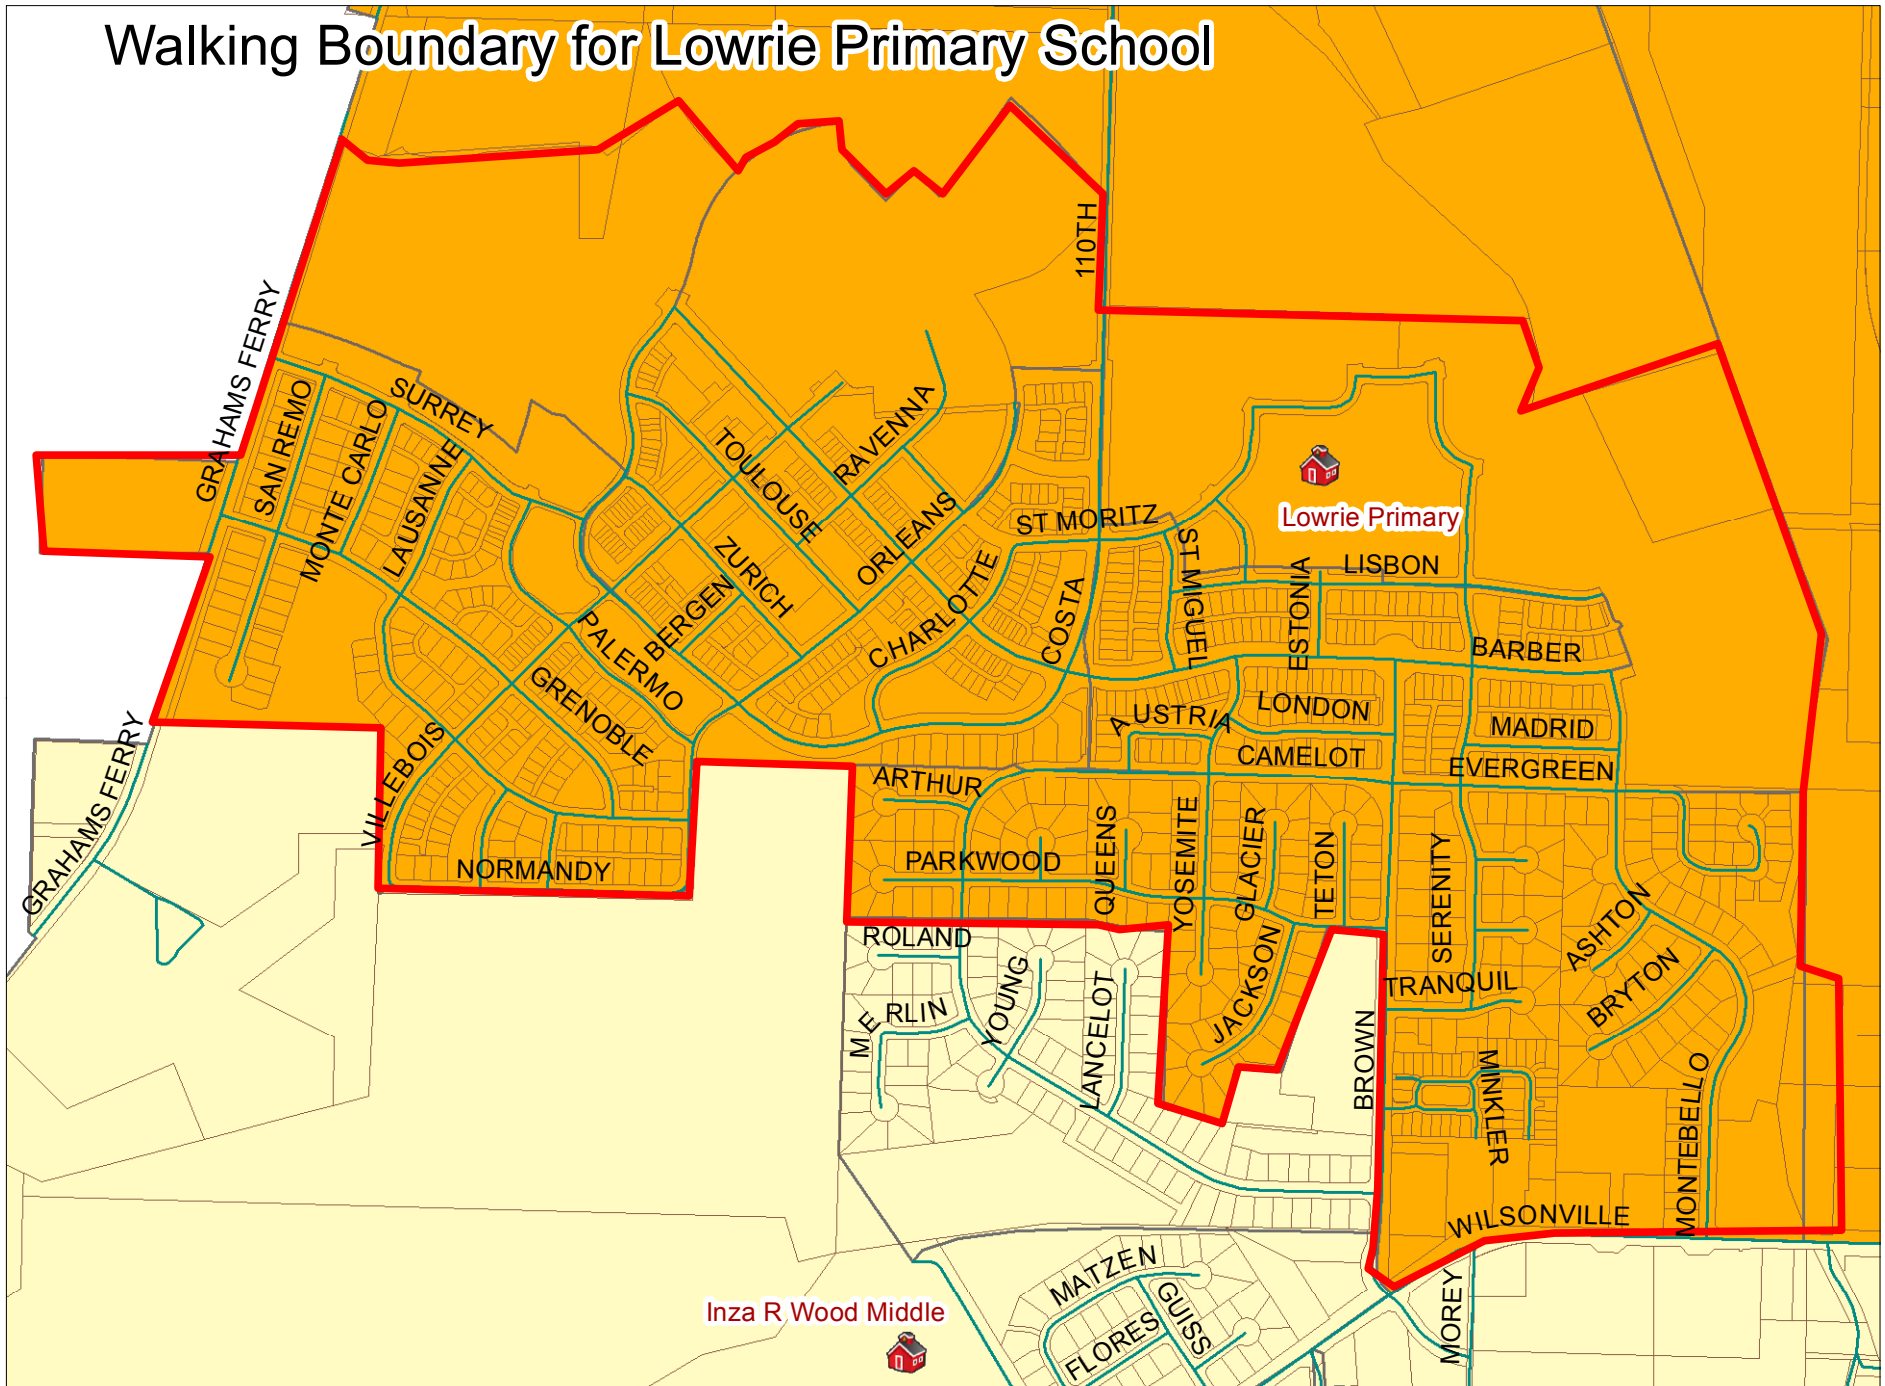 Walking Boundary for Lowrie Primary School
110TH
GRAHAMS FERRY
SURREY
SAN REMO
MONTE CARLO
LAUSANNE
RAVENNA
TOULOUSE
ORLEANS
ST MORITZ
Lowrie Primary
ST MIGUEL
LISBON
ESTONIA
ZURICH
BERGEN
CHARLOTTE
COSTA
PALERMO
BARBER
GRENOBLE
LONDON
AUSTRIA
MADRID
VILLEBOIS
CAMELOT
EVERGREEN
GRAHAMS FERRY
ARTHUR
NORMANDY
PARKWOOD
QUEENS
YOSEMITE
GLACIER
TETON
SERENITY
ROLAND
ASHTON
JACKSON
TRANQUIL
BRYTON
YOUNG
LANCELOT
MERLIN
BROWN
MINKLER
MONTEBELLO
WILSONVILLE
MATZEN
GUISS
FLORES
MOREY
Inza R Wood Middle